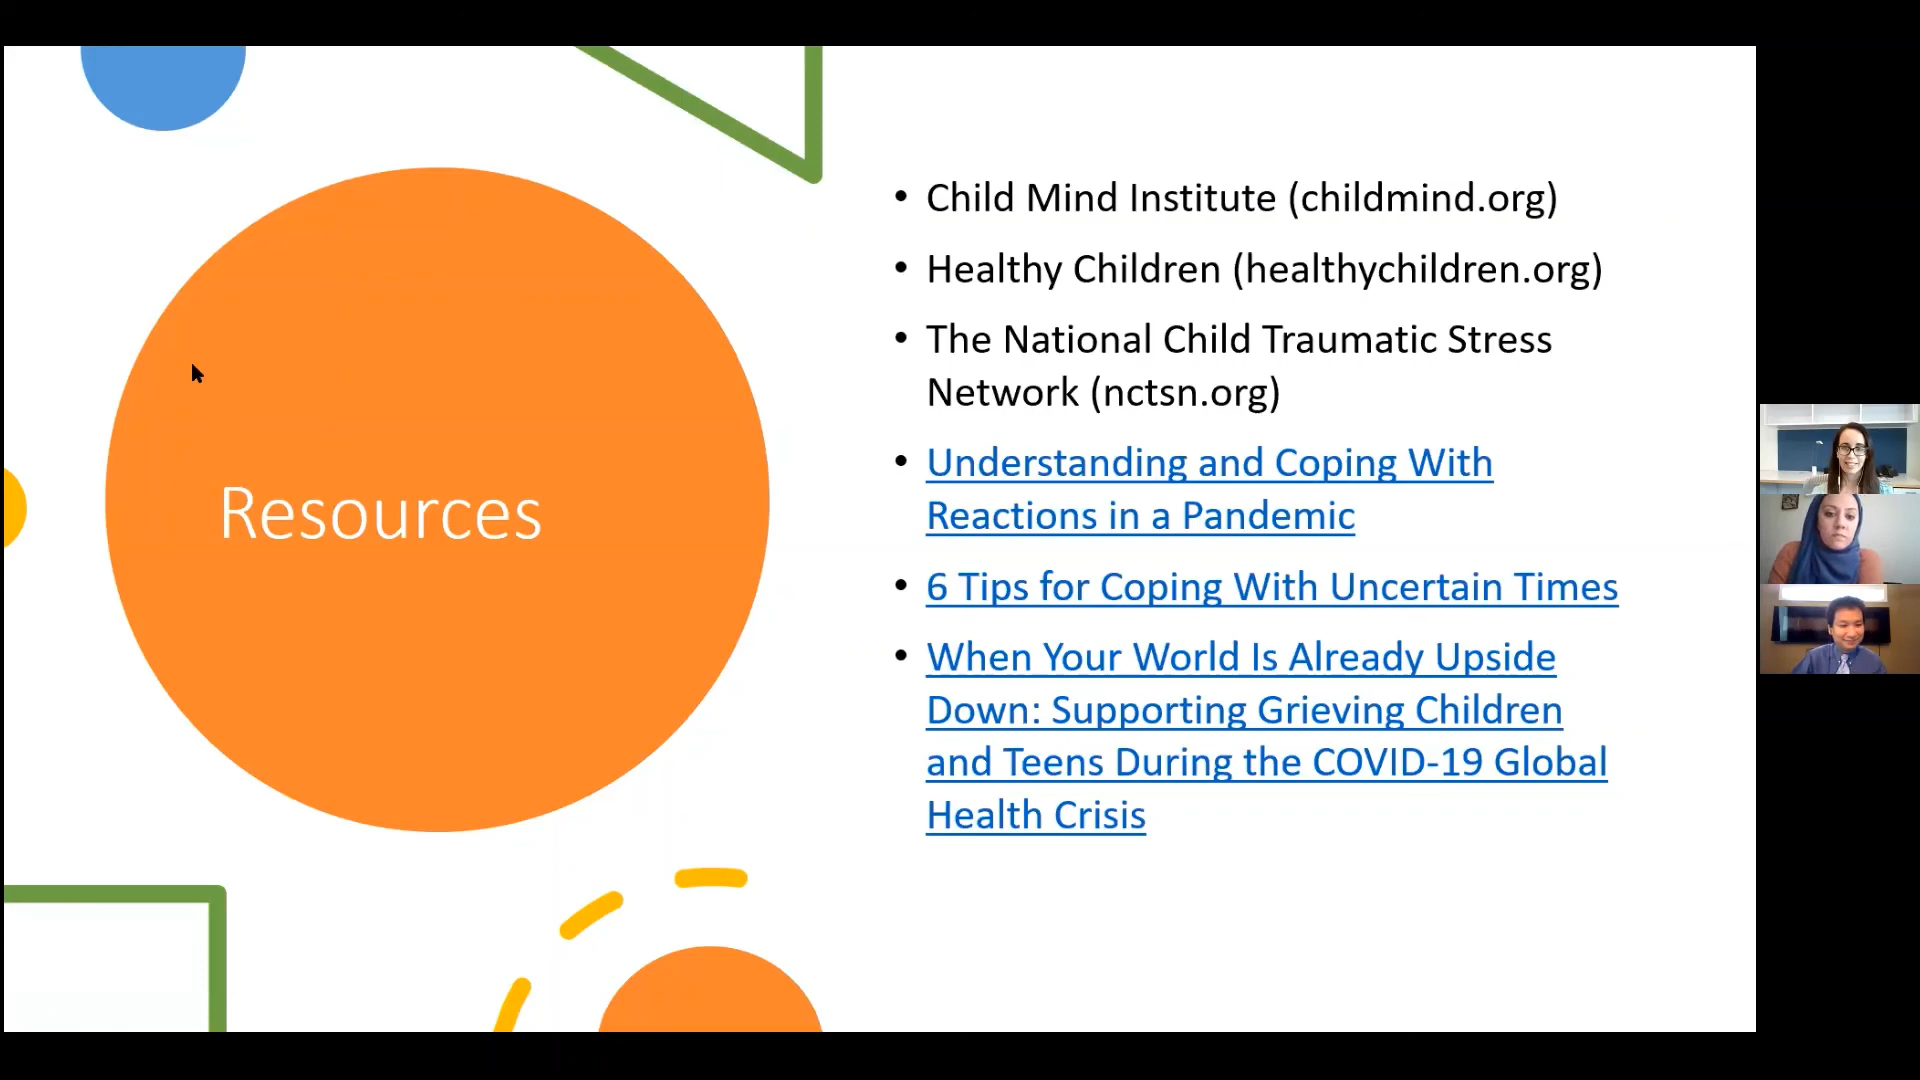 Resources
• Child Mind Institute (childmind.org)
• Healthy Children (healthychildren.org)
• The National Child Traumatic Stress
Network (nctsn.org)
• Understanding and Coping With
Reactions in a Pandemic
• 6 Tips for Coping With Uncertain Times
• When Your World Is Already Upside
Down: Supporting Grieving Children
and Teens During the COVID-19 Global
Health Crisis